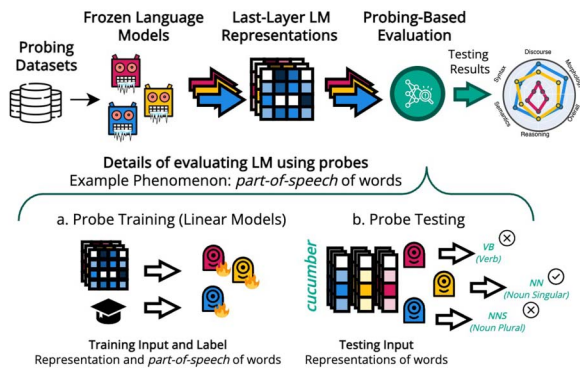 Probing
Datasets
Frozen Language
Models
Last-Layer LM
Representations
Probing-Based
Evaluation
Testing
Results
Discourse
Morphology
Overall
Reasoning
Semantics
Syntax
Details of evaluating LM using probes
Example Phenomenon: part-of-speech of words
a. Probe Training (Linear Models)
Training Input and Label
Representation and part-of-speech of words
b. Probe Testing
cucumber
VB
(Verb)
NN
(Noun Singular)
NNS
(Noun Plural)
Testing Input
Representations of words